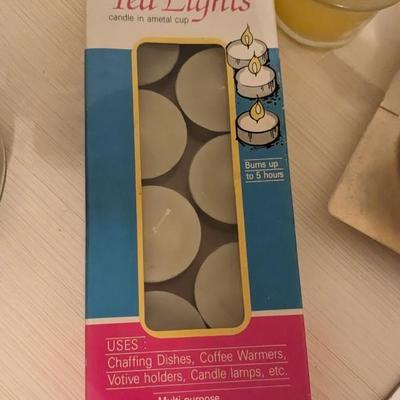 Tea Lights
candle in ametal cup
Burns up
to 5 hours
USES :
Chaffing Dishes, Coffee Warmers,
Votive holders, Candle lamps, etc.
Multi purpose